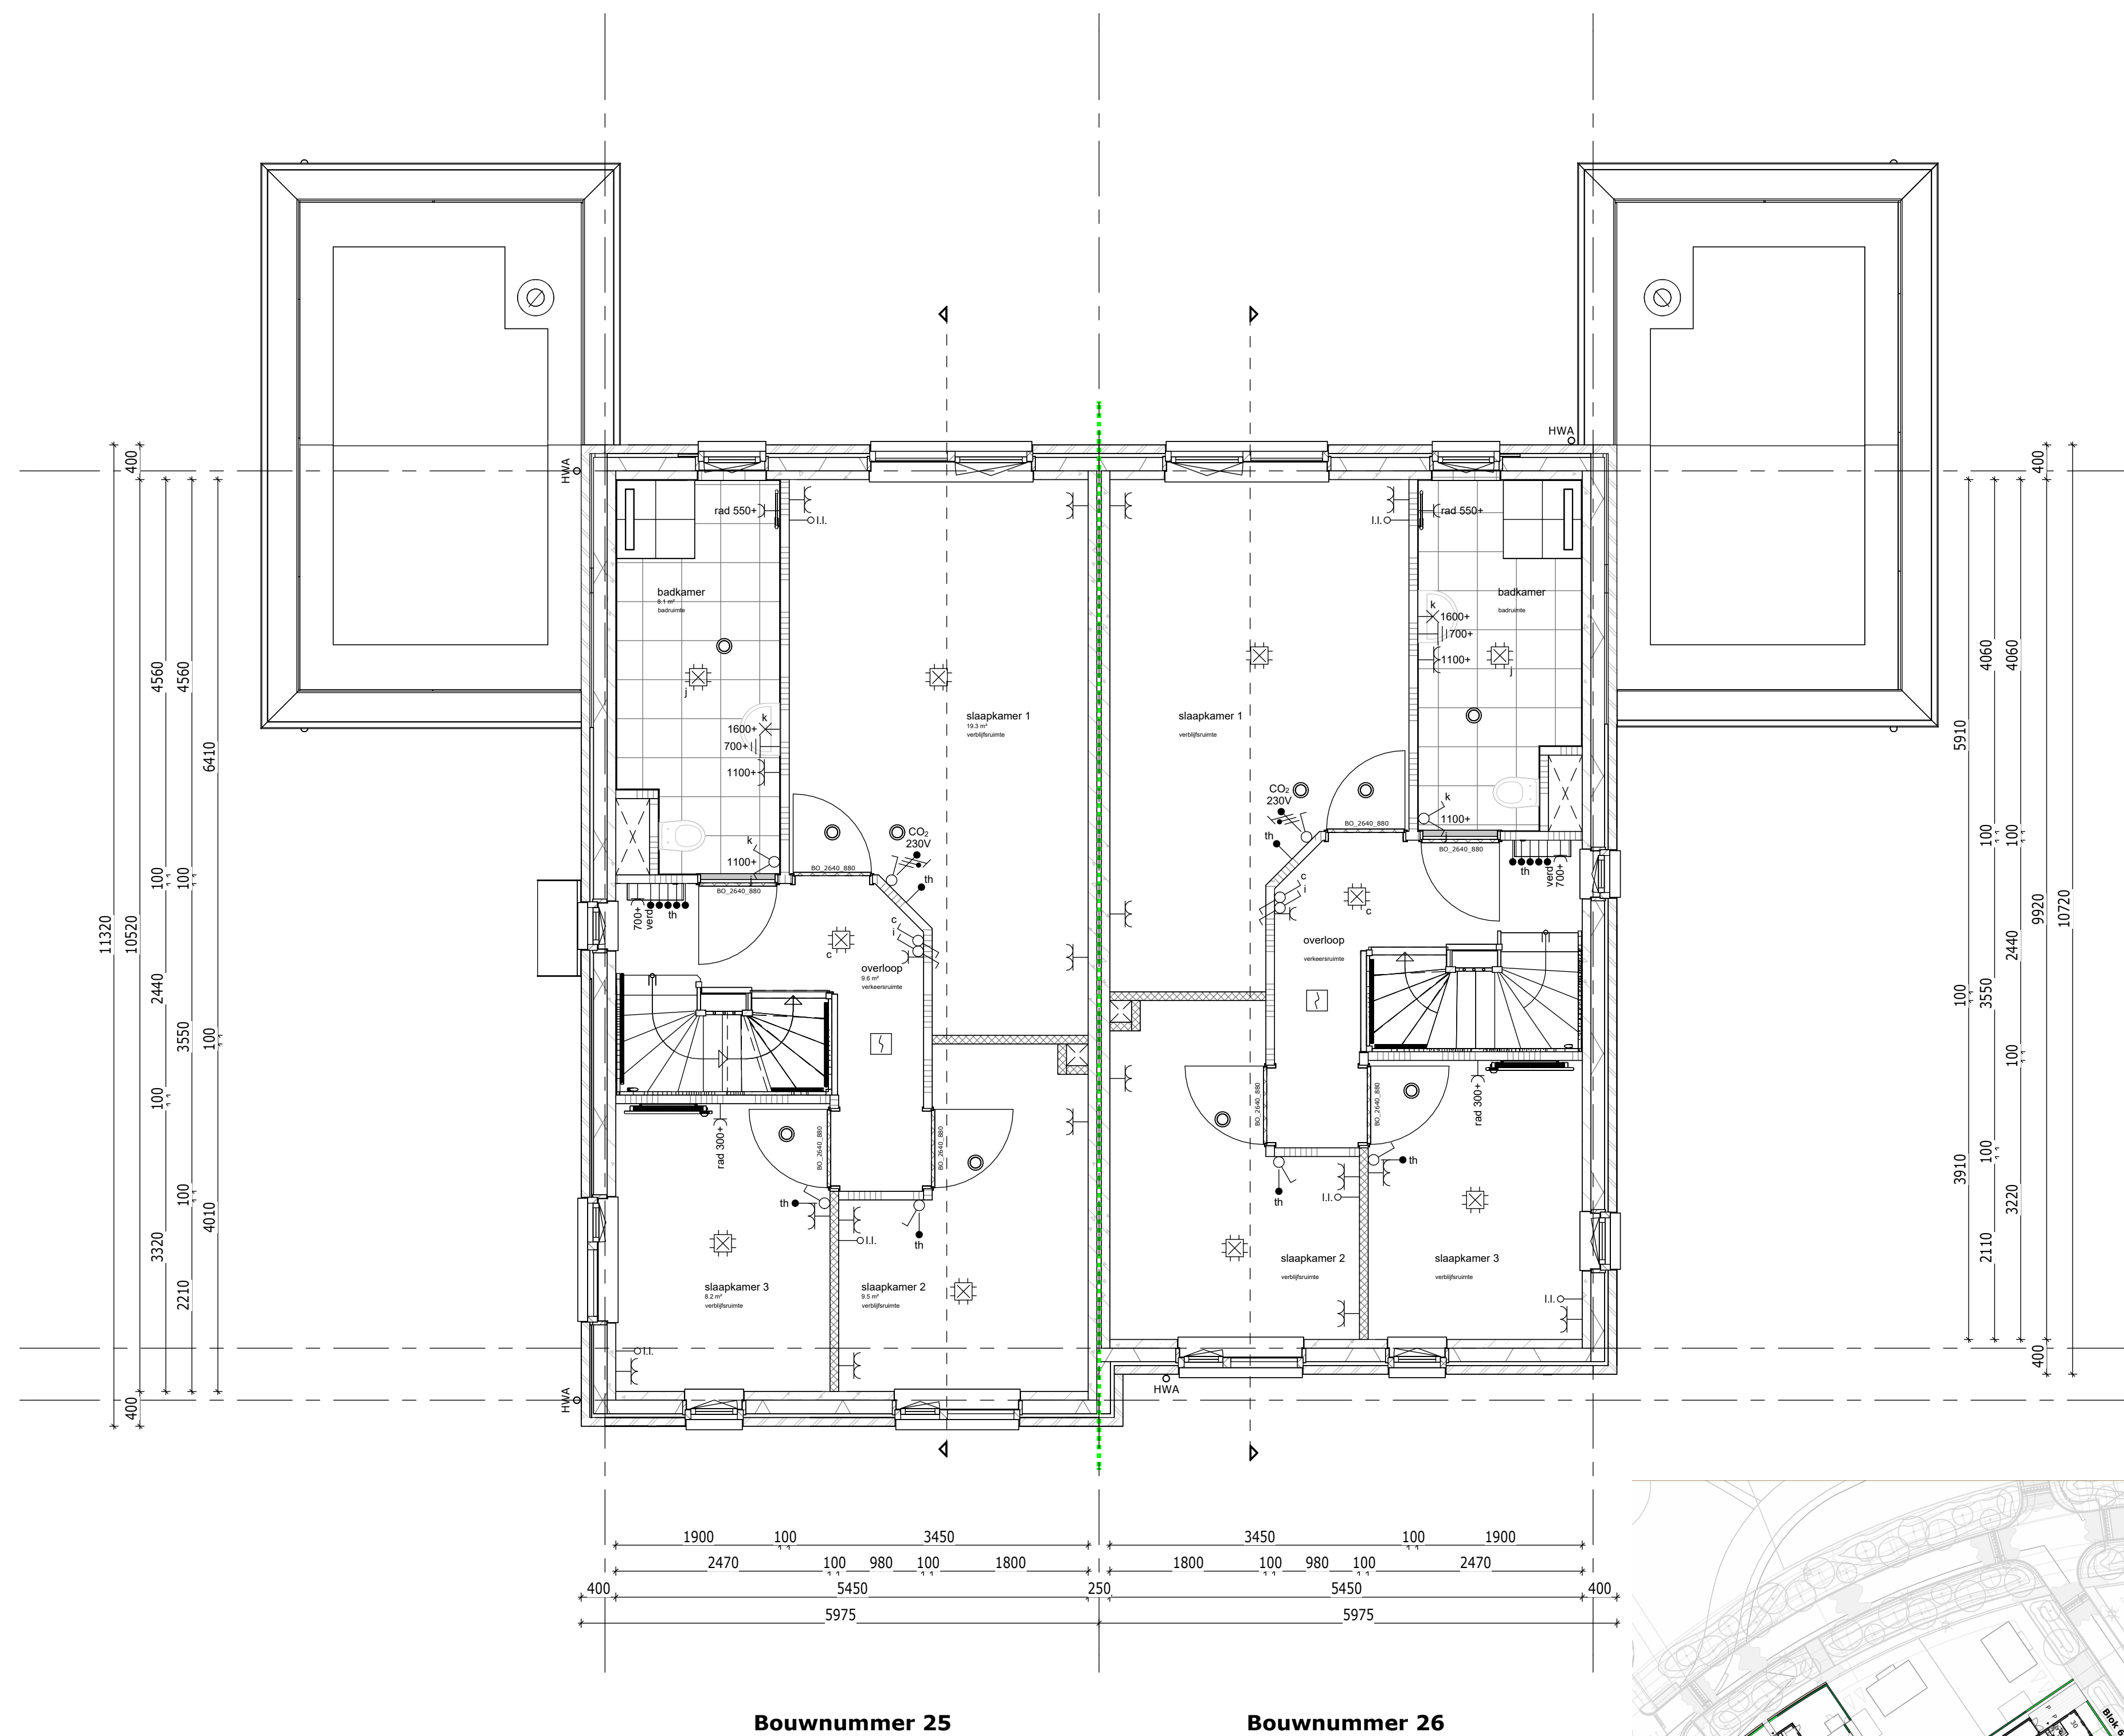 HWA
HWA
400
400
400
400
rad 550+
l.l.
l.l.
rad 550+
badkamer
8.1 m²
badruimte
badkamer
badruimte
k
1600+
700+
1100+
j
k
1600+
700+
1100+
j
slaapkamer 1
19.3 m²
verblijfsruimte
slaapkamer 1
verblijfsruimte
4560
4560
6410
4060
4060
5910
CO₂
230V
th
CO₂
230V
th
k
1100+
k
1100+
BO_2640_880
BO_2640_880
BO_2640_880
BO_2640_880
700+
verd
th
th
verd
700+
c
i
c
i
c
c
overloop
9.6 m²
verkeersruimte
overloop
verkeersruimte
11320
10520
100
100
2440
3550
100
100
100
3320
2210
4010
100
100
100
3550
2440
9920
10720
100
100
3910
2110
3220
rad 300+
BO_2640_880
BO_2640_880
BO_2640_880
BO_2640_880
rad 300+
th
l.l.
th
th
l.l.
th
slaapkamer 3
8.2 m²
verblijfsruimte
slaapkamer 2
9.5 m²
verblijfsruimte
slaapkamer 2
verblijfsruimte
slaapkamer 3
verblijfsruimte
l.l.
l.l.
HWA
HWA
1900 100 3450 3450 100 1900
2470 100 980 100 1800 1800 100 980 100 2470
400 5450 250 5450 400
5975 5975
Bouwnummer 25 Bouwnummer 26